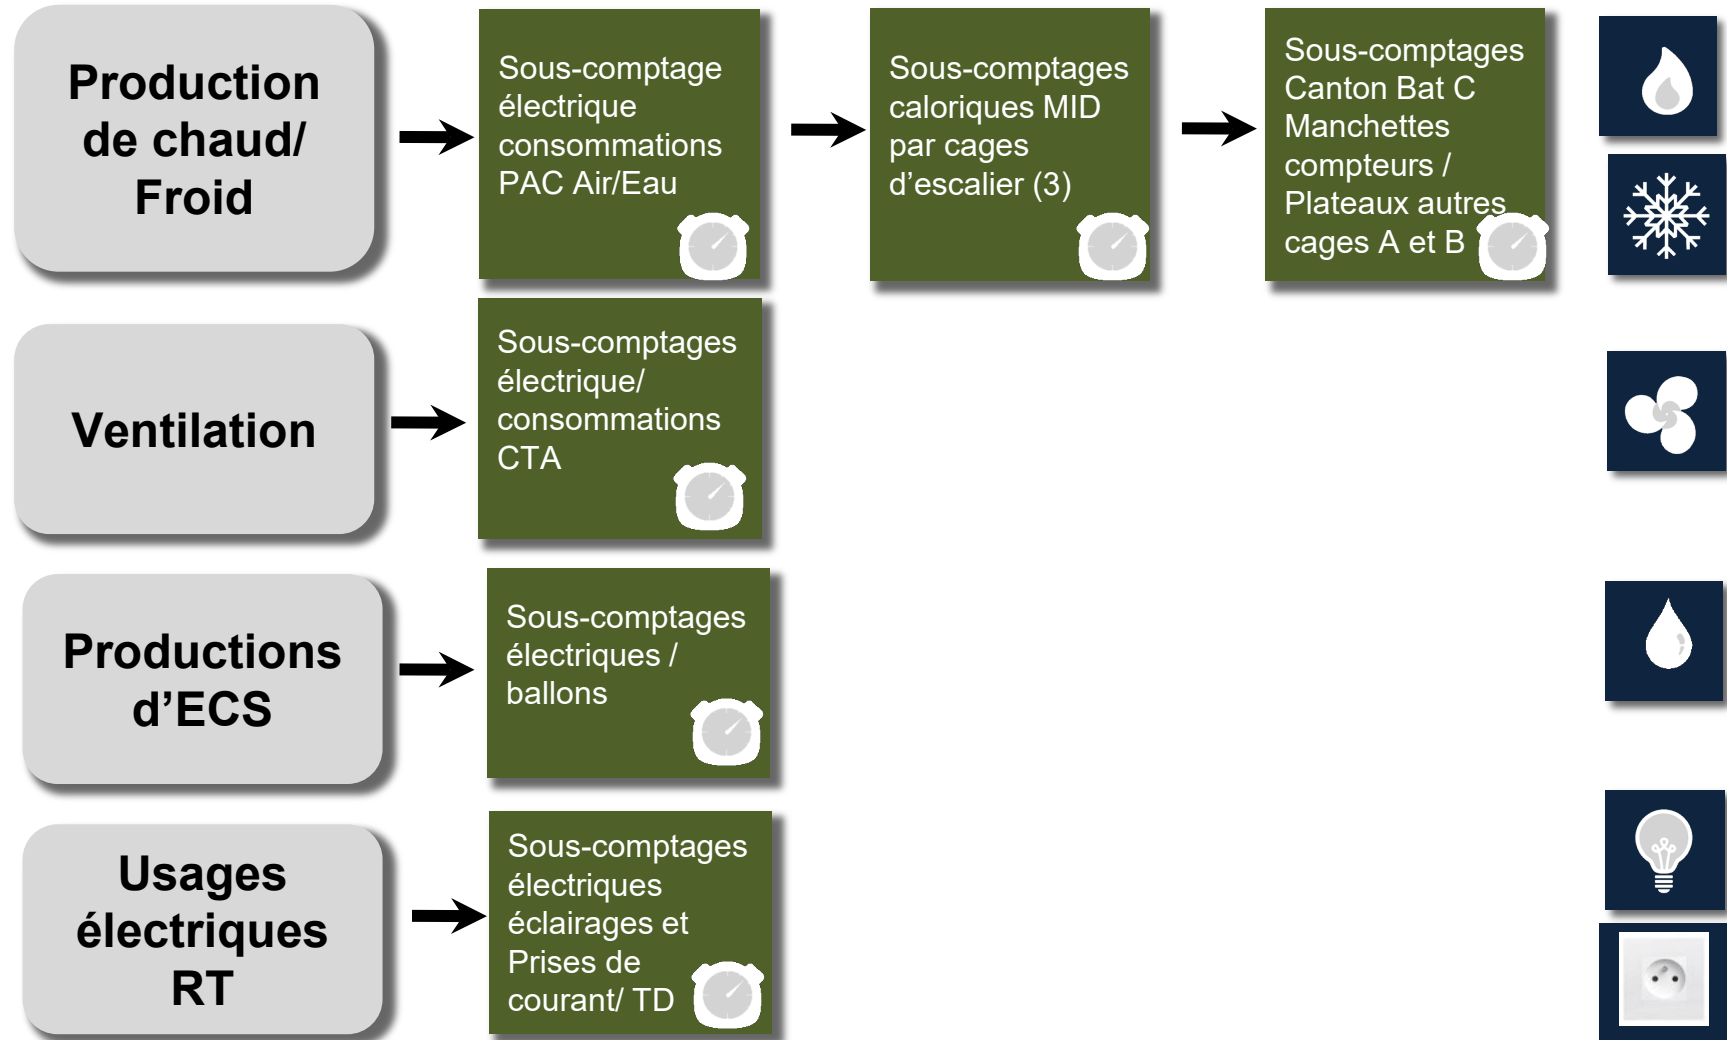 Production
de chaud/
Froid
Sous-comptage
électrique
consommations
PAC Air/Eau
Sous-comptages
caloriques MID
par cages
d’escalier (3)
Sous-comptages
Canton Bat C
Manchettes
compteurs /
Plateaux autres
cages A et B
Ventilation
Sous-comptages
électrique/
consommations
CTA
Productions
d’ECS
Sous-comptages
électriques /
ballons
Usages
électriques
RT
Sous-comptages
électriques
éclairages et
Prises de
courant/ TD